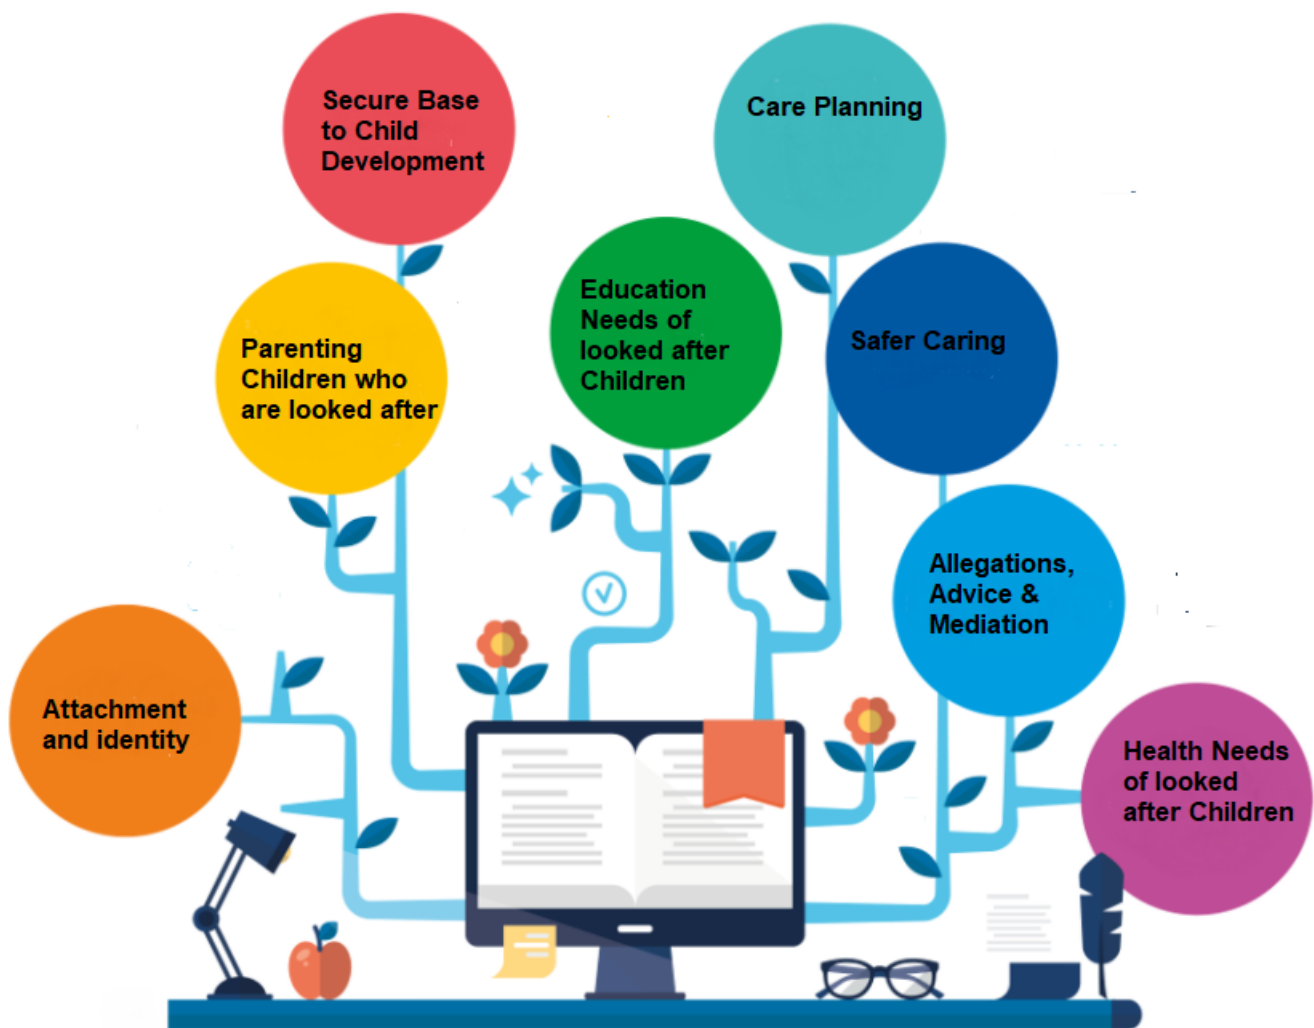 Secure Base
to Child
Development
Care Planning
Education
Needs of
looked after
Children
Safer Caring
Parenting
Children who
are looked after
Allegations,
Advice &
Mediation
Attachment
and identity
Health Needs
of looked
after Children